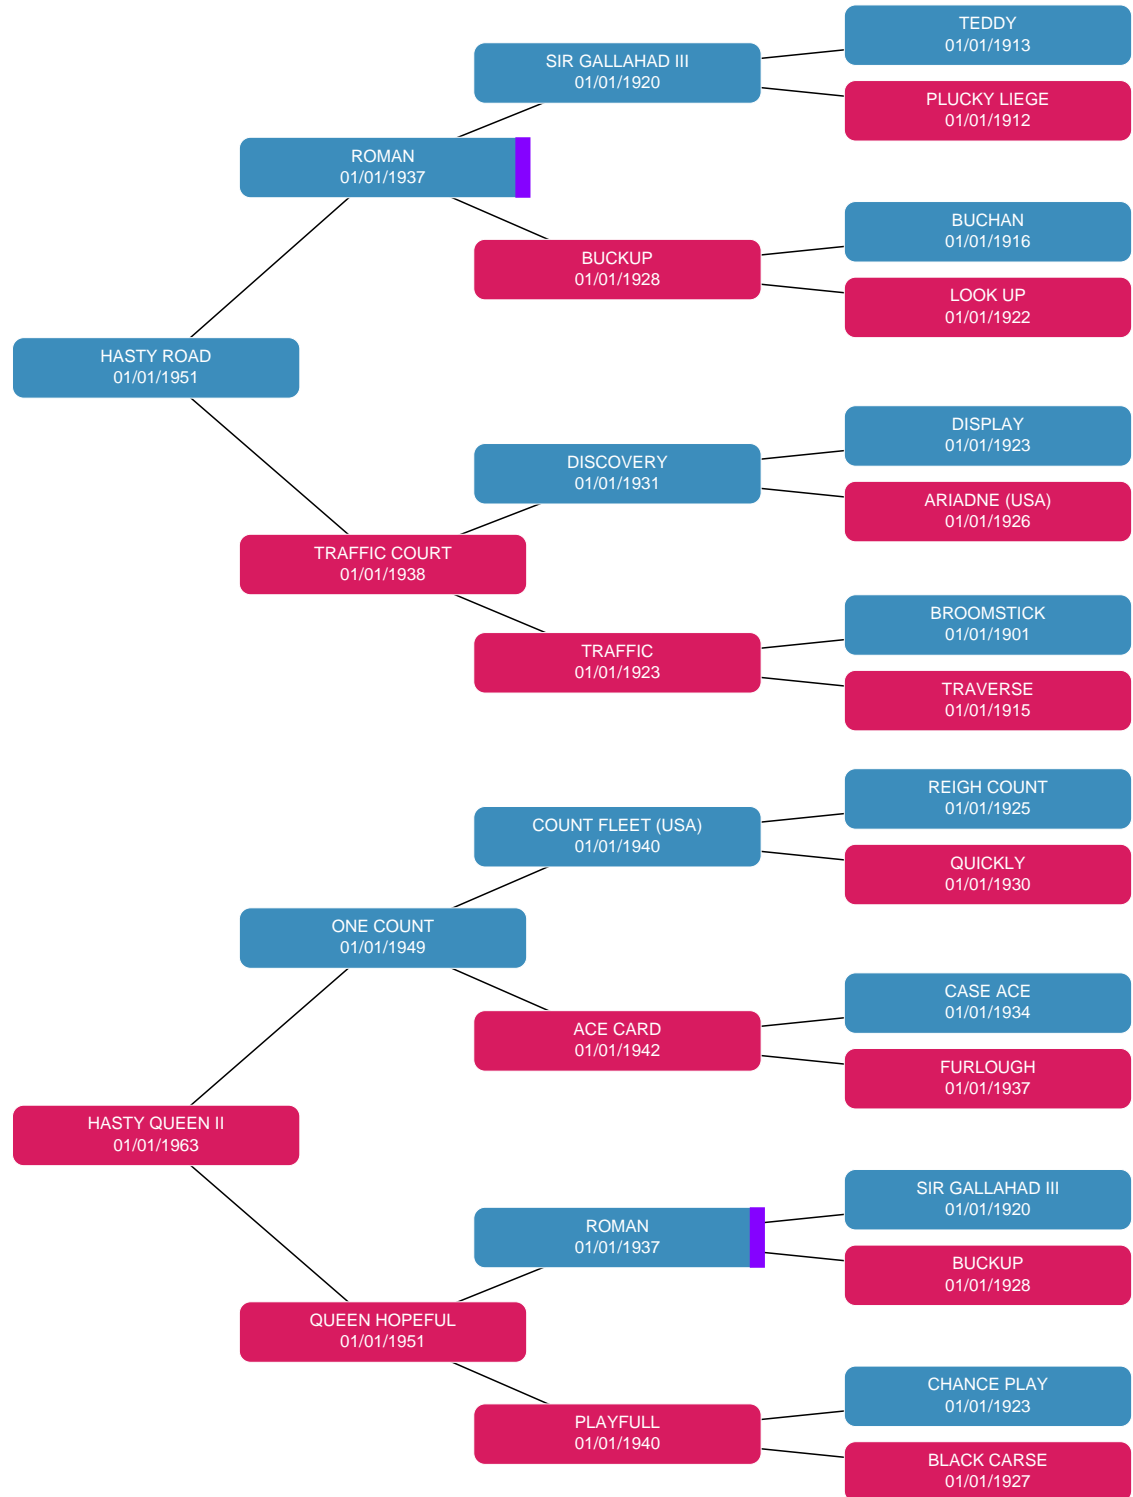 TEDDY
01/01/1913
SIR GALLAHAD III
01/01/1920
PLUCKY LIEGE
01/01/1912
ROMAN
01/01/1937
BUCHAN
01/01/1916
BUCKUP
01/01/1928
LOOK UP
01/01/1922
HASTY ROAD
01/01/1951
DISPLAY
01/01/1923
DISCOVERY
01/01/1931
ARIADNE (USA)
01/01/1926
TRAFFIC COURT
01/01/1938
BROOMSTICK
01/01/1901
TRAFFIC
01/01/1923
TRAVERSE
01/01/1915
REIGH COUNT
01/01/1925
COUNT FLEET (USA)
01/01/1940
QUICKLY
01/01/1930
ONE COUNT
01/01/1949
CASE ACE
01/01/1934
ACE CARD
01/01/1942
FURLOUGH
01/01/1937
HASTY QUEEN II
01/01/1963
SIR GALLAHAD III
01/01/1920
ROMAN
01/01/1937
BUCKUP
01/01/1928
QUEEN HOPEFUL
01/01/1951
CHANCE PLAY
01/01/1923
PLAYFULL
01/01/1940
BLACK CARSE
01/01/1927